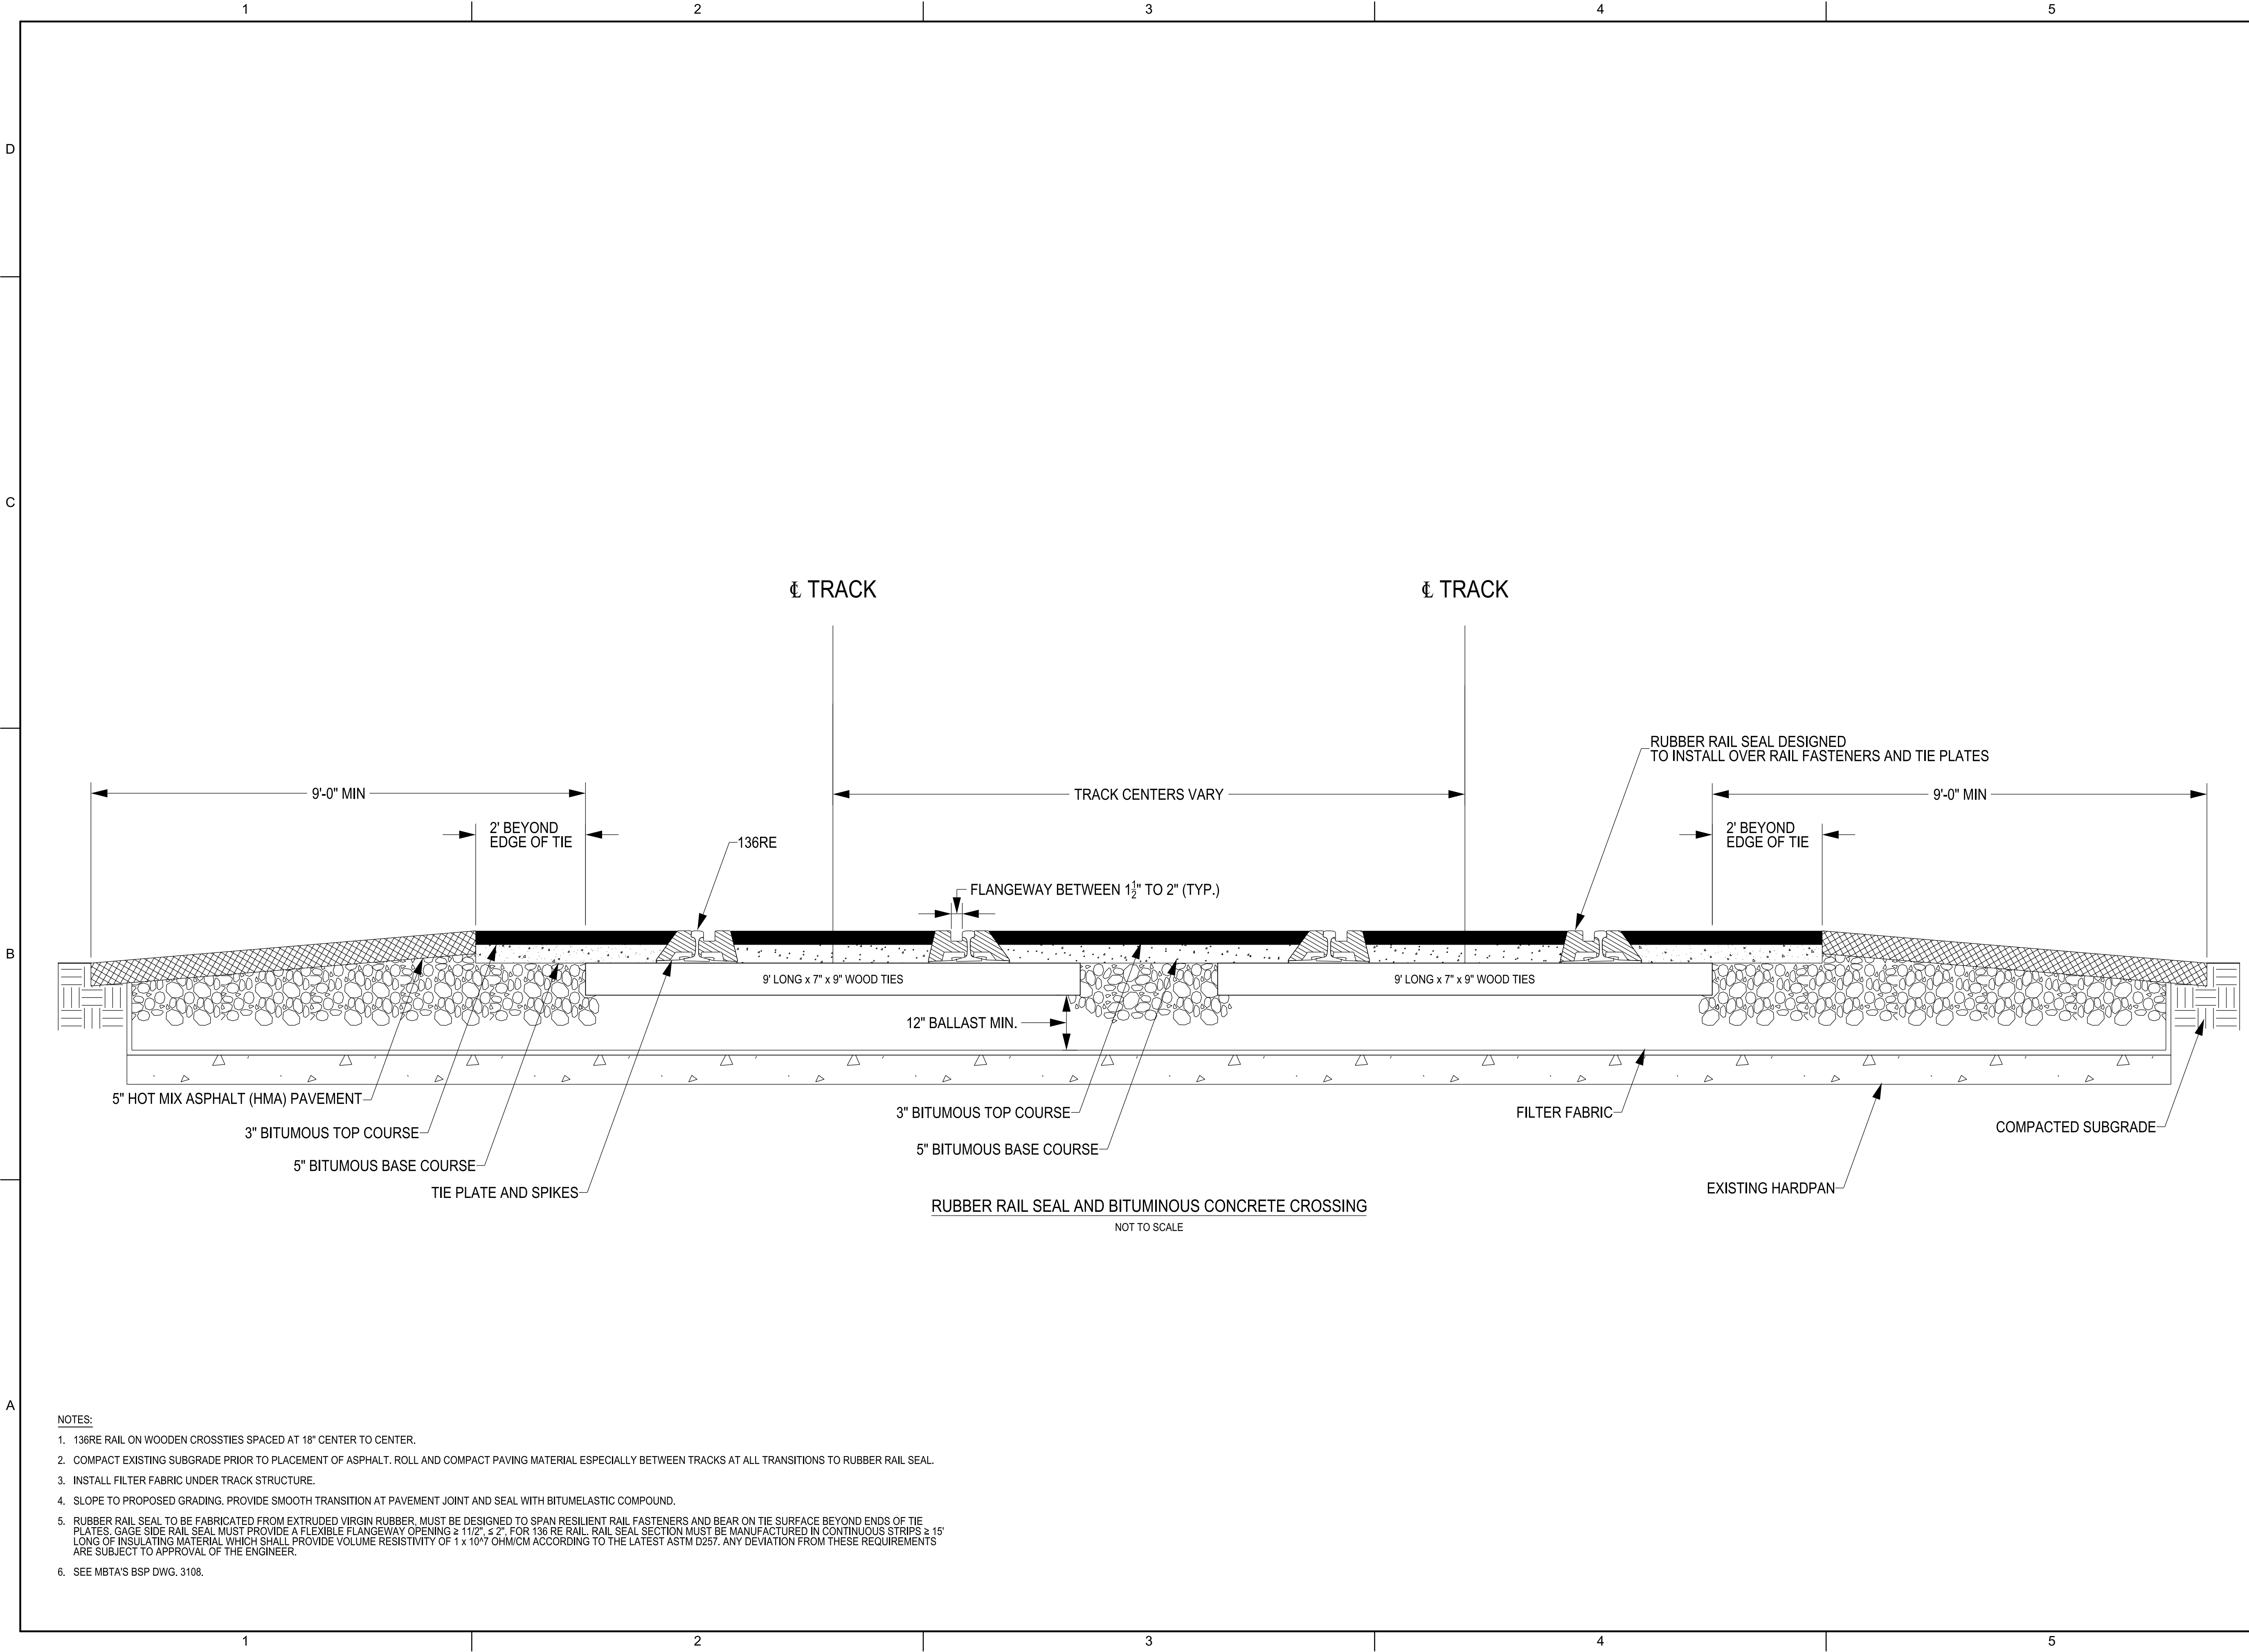 1 2 3 4 5
D
C
B
A
℄ TRACK
℄ TRACK
RUBBER RAIL SEAL DESIGNED
TO INSTALL OVER RAIL FASTENERS AND TIE PLATES
9'-0" MIN
TRACK CENTERS VARY
9'-0" MIN
2' BEYOND
EDGE OF TIE
2' BEYOND
EDGE OF TIE
136RE
FLANGEWAY BETWEEN 1 1/2" TO 2" (TYP.)
9' LONG x 7" x 9" WOOD TIES
9' LONG x 7" x 9" WOOD TIES
12" BALLAST MIN.
5" HOT MIX ASPHALT (HMA) PAVEMENT
3" BITUMOUS TOP COURSE
5" BITUMOUS BASE COURSE
TIE PLATE AND SPIKES
3" BITUMOUS TOP COURSE
5" BITUMOUS BASE COURSE
FILTER FABRIC
COMPACTED SUBGRADE
EXISTING HARDPAN
RUBBER RAIL SEAL AND BITUMINOUS CONCRETE CROSSING
NOT TO SCALE
NOTES:
1. 136RE RAIL ON WOODEN CROSSTIES SPACED AT 18" CENTER TO CENTER.
2. COMPACT EXISTING SUBGRADE PRIOR TO PLACEMENT OF ASPHALT. ROLL AND COMPACT PAVING MATERIAL ESPECIALLY BETWEEN TRACKS AT ALL TRANSITIONS TO RUBBER RAIL SEAL.
3. INSTALL FILTER FABRIC UNDER TRACK STRUCTURE.
4. SLOPE TO PROPOSED GRADING. PROVIDE SMOOTH TRANSITION AT PAVEMENT JOINT AND SEAL WITH BITUMELASTIC COMPOUND.
5. RUBBER RAIL SEAL TO BE FABRICATED FROM EXTRUDED VIRGIN RUBBER, MUST BE DESIGNED TO SPAN RESILIENT RAIL FASTENERS AND BEAR ON TIE SURFACE BEYOND ENDS OF TIE
PLATES. GAGE SIDE RAIL SEAL MUST PROVIDE A FLEXIBLE FLANGEWAY OPENING ≥ 11/2", ≤ 2", FOR 136 RE RAIL. RAIL SEAL SECTION MUST BE MANUFACTURED IN CONTINUOUS STRIPS ≥ 15'
LONG OF INSULATING MATERIAL WHICH SHALL PROVIDE VOLUME RESISTIVITY OF 1 x 10^7 OHM/CM ACCORDING TO THE LATEST ASTM D257. ANY DEVIATION FROM THESE REQUIREMENTS
ARE SUBJECT TO APPROVAL OF THE ENGINEER.
6. SEE MBTA'S BSP DWG. 3108.
1 2 3 4 5